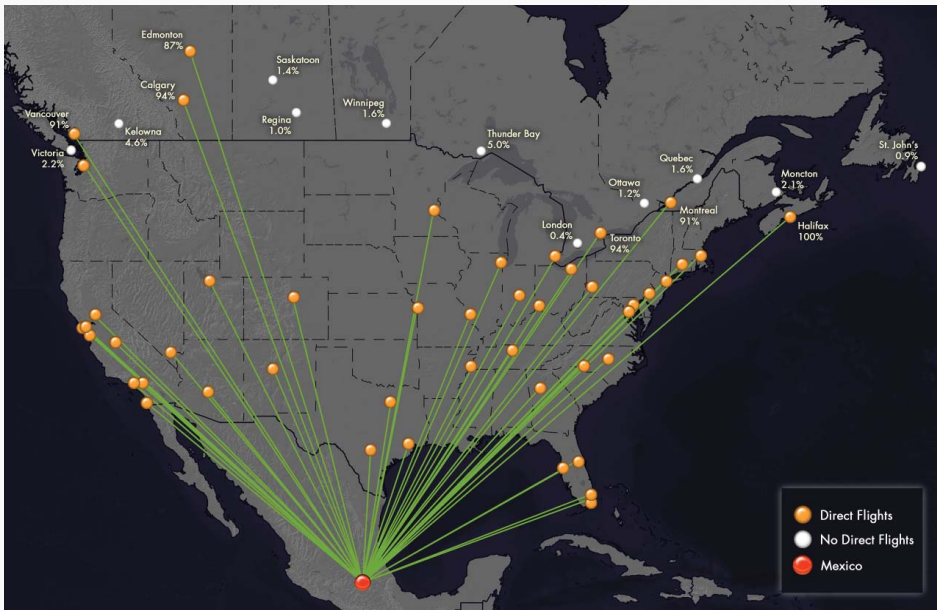 Edmonton
87%
Saskatoon
1.4%
Calgary
94%
Vancouver
91%
Kelowna
4.6%
Regina
1.0%
Winnipeg
1.6%
Victoria
2.2%
Thunder Bay
5.0%
St. John's
0.9%
Quebec
1.6%
Moncton
2.1%
Ottawa
1.2%
Montreal
91%
London
0.4%
Toronto
94%
Halifax
100%
Direct Flights
No Direct Flights
Mexico